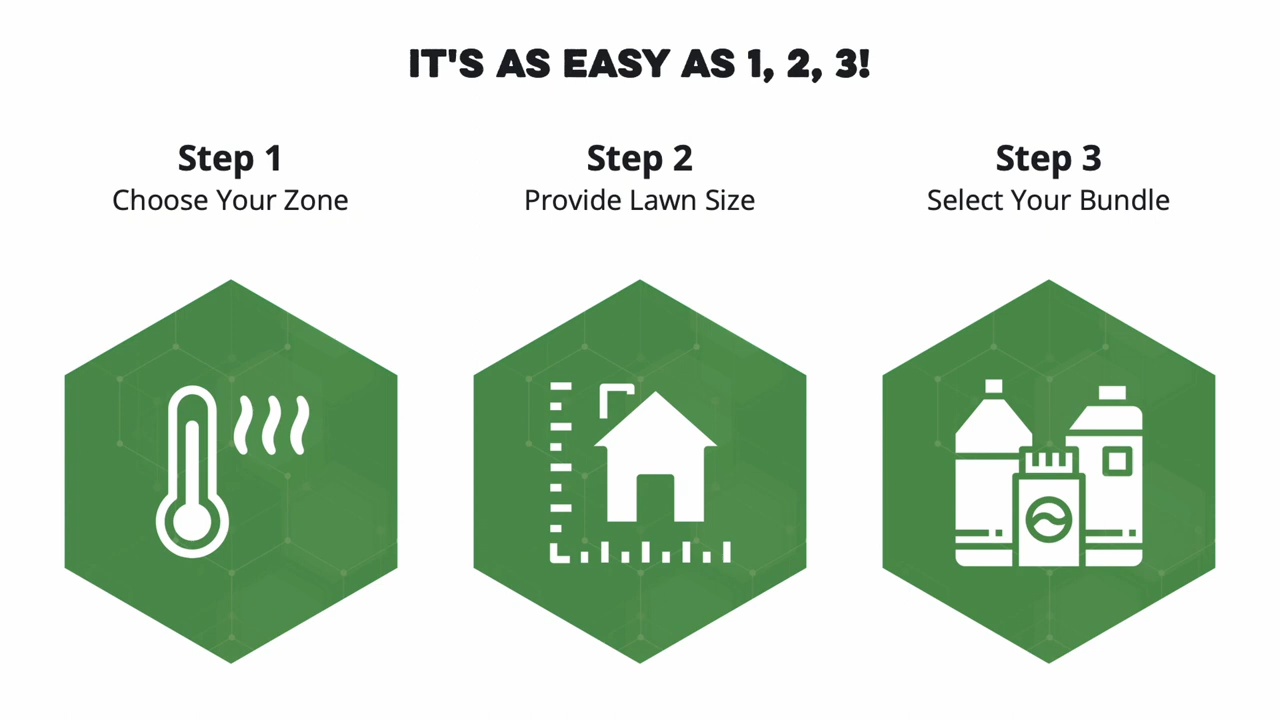 IT'S AS EASY AS 1, 2, 3!
Step 1
Choose Your Zone
Step 2
Provide Lawn Size
Step 3
Select Your Bundle